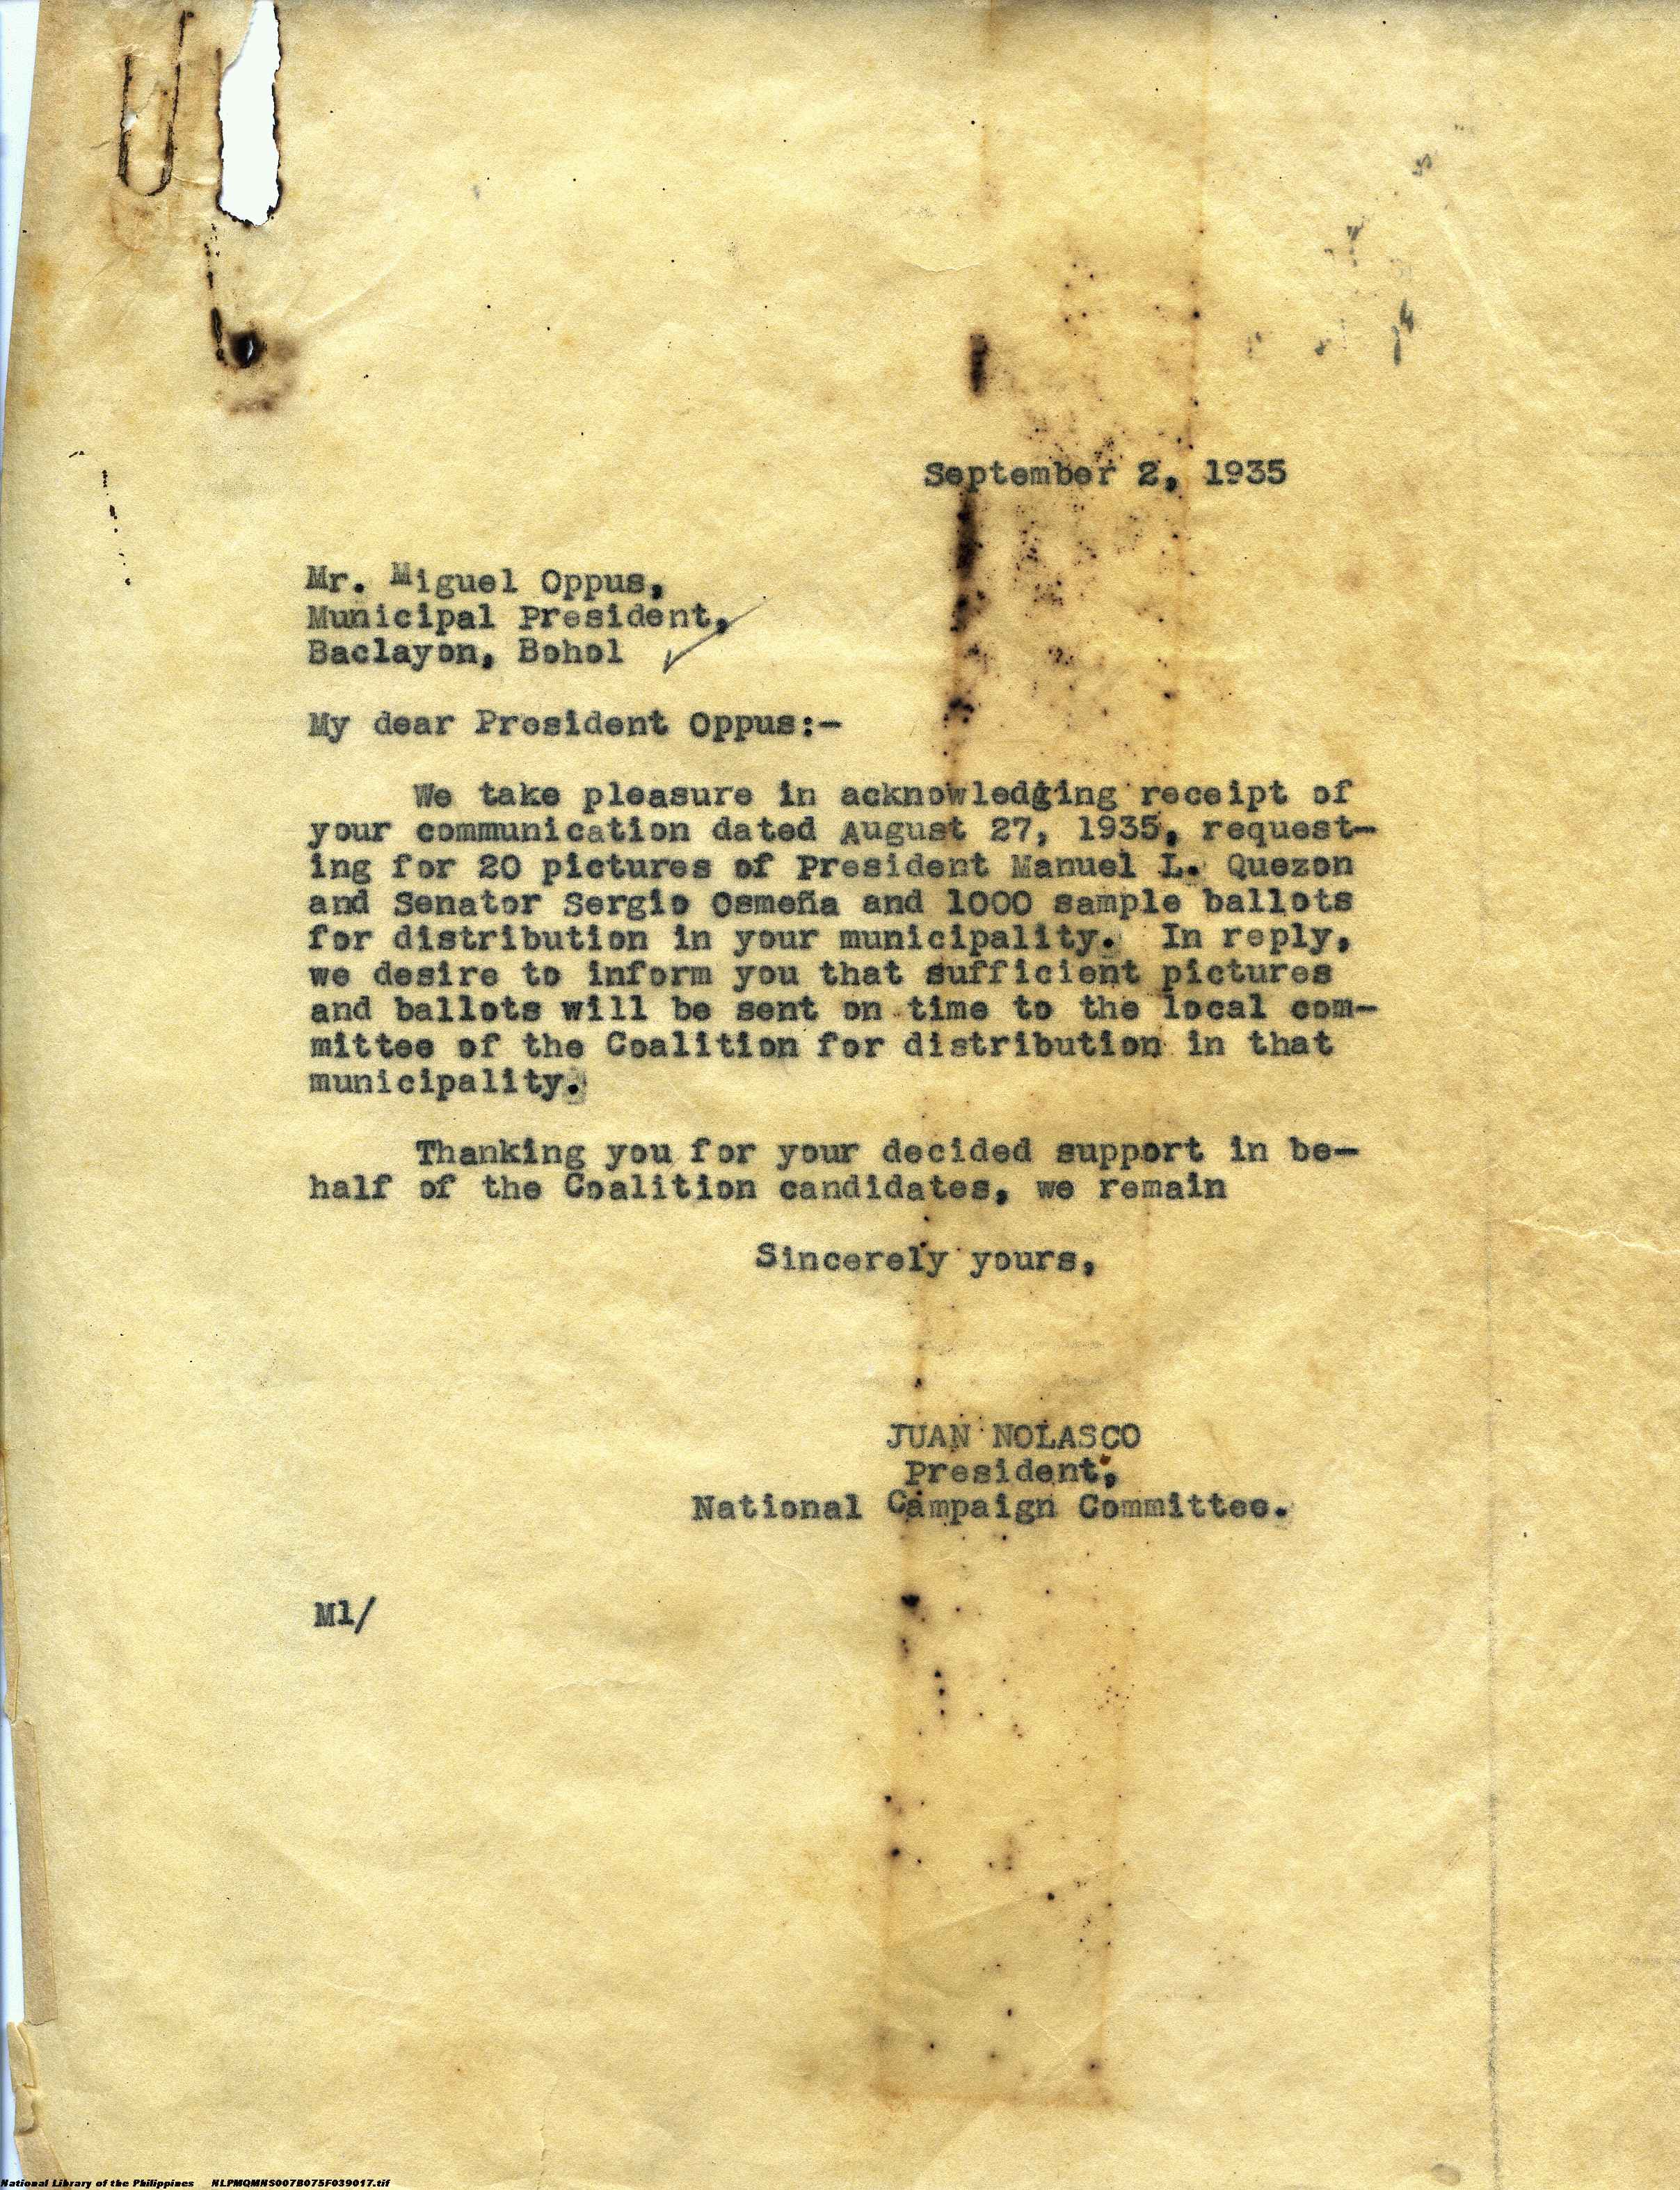 September 2, 1935
Mr. Miguel Oppus,
Municipal President,
Baclayon, Bohol
My dear President Oppus:-
We take pleasure in acknowledging receipt of
your communication dated August 27, 1935, request-
ing for 20 pictures of President Manuel L. Quezon
and Senator Sergio Osmeña and 1000 sample ballots
for distribution in your municipality. In reply,
we desire to inform you that sufficient pictures
and ballots will be sent on time to the local com-
mittee of the Coalition for distribution in that
municipality.
Thanking you for your decided support in be-
half of the Coalition candidates, we remain
Sincerely yours,
JUAN NOLASCO
President,
National Campaign Committee.
Ml/
National Library of the Philippines NLPMQMNS007B075F039017.tif